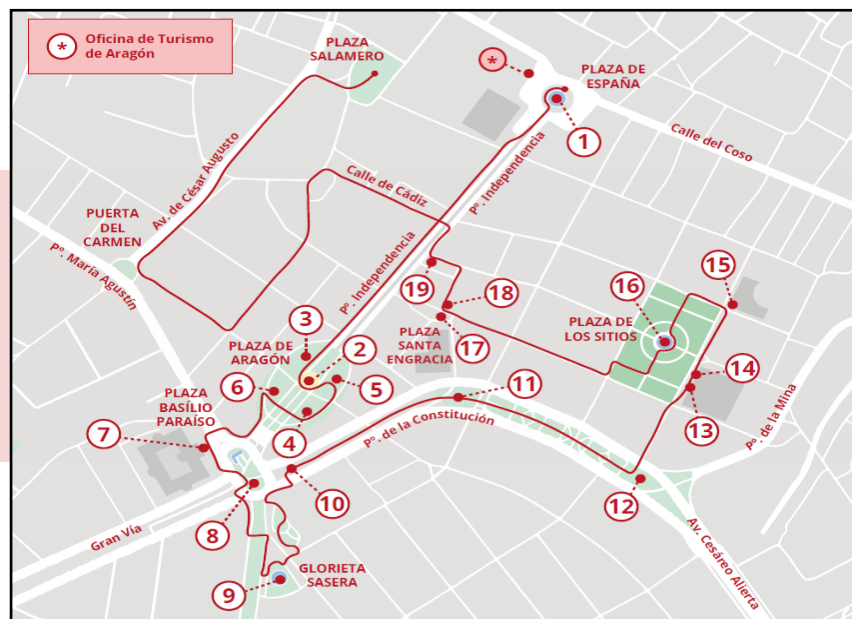 * Oficina de Turismo
de Aragón
PLAZA
SALAMERO
*
PLAZA DE
ESPAÑA
1
Calle del Coso
Av. de César Augusto
Calle de Cádiz
Pº. Independencia
PUERTA
DEL
CARMEN
Pº. María Agustín
Pº. Independencia
19
18
17
16
15
PLAZA DE
LOS SITIOS
3
PLAZA DE
ARAGÓN
2
PLAZA
SANTA
ENGRACIA
6
5
14
11
PLAZA
BASÍLIO
PARAÍSO
4
13
7
Pº. de la Constitución
Pº. de la Mina
10
12
8
Gran Vía
Av. Cesáreo Alierta
9
GLORIETA
SASERA